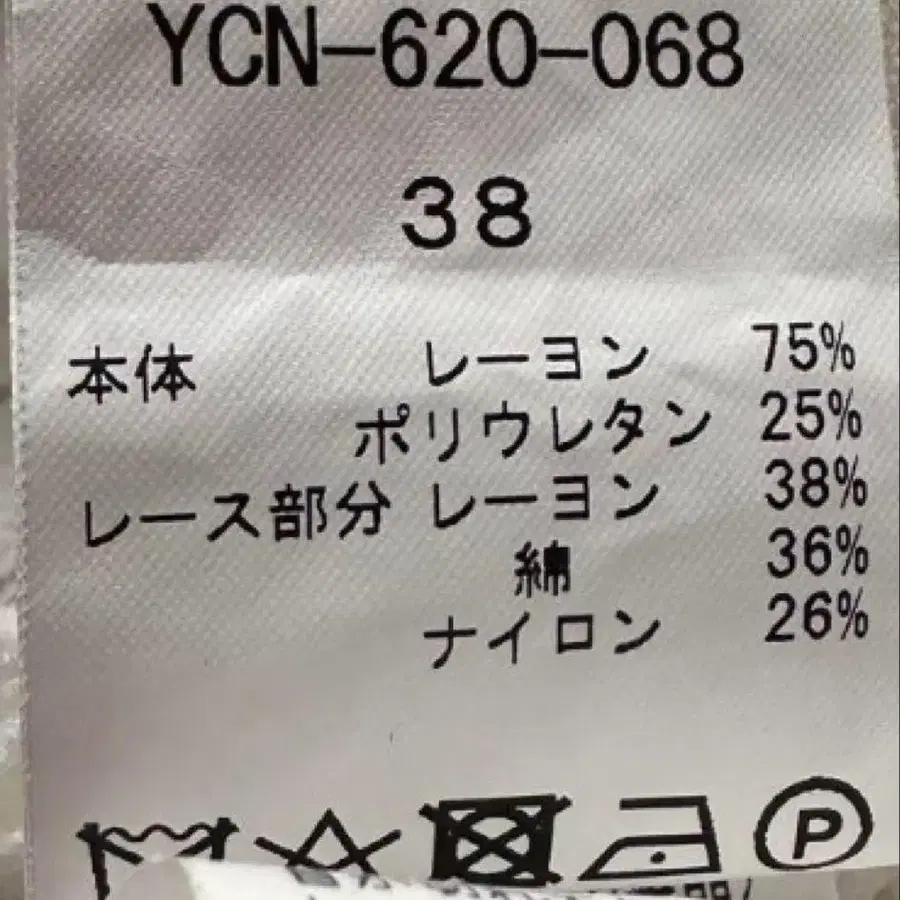 YCN-620-068
38
本体 レーヨン 75%
ポリウレタン 25%
レース部分 レーヨン 38%
綿 36%
ナイロン 26%
P